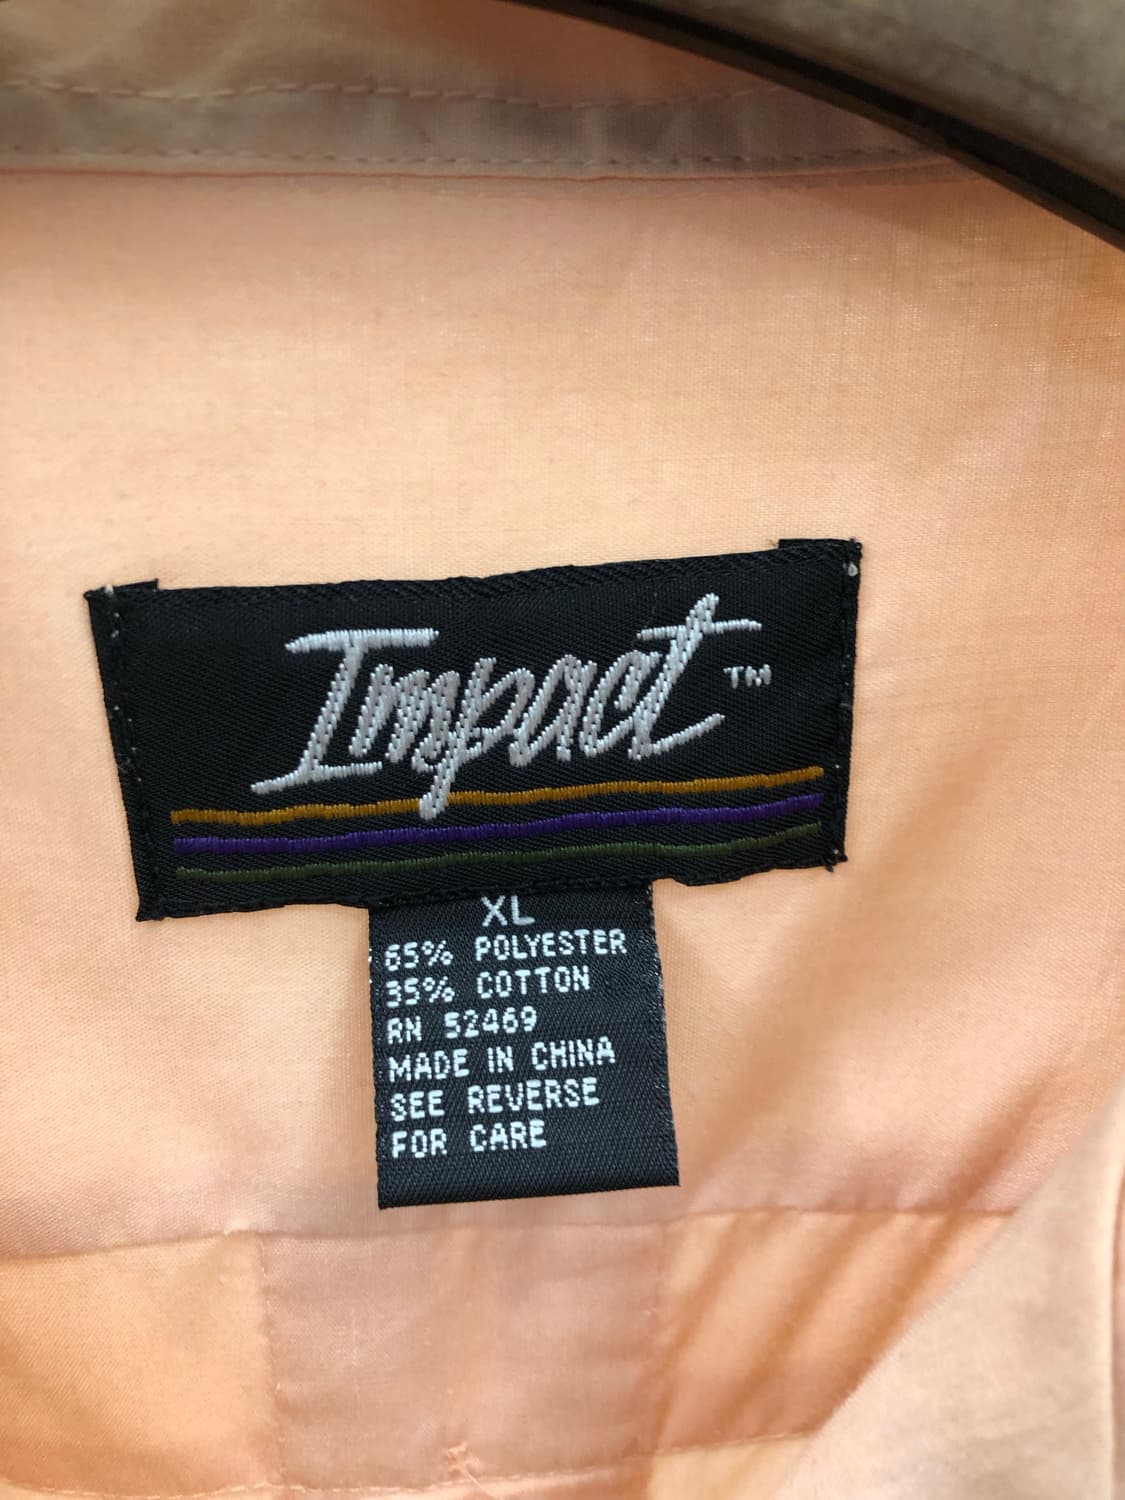 Impact™
XL
65% POLYESTER
35% COTTON
RN 52469
MADE IN CHINA
SEE REVERSE
FOR CARE